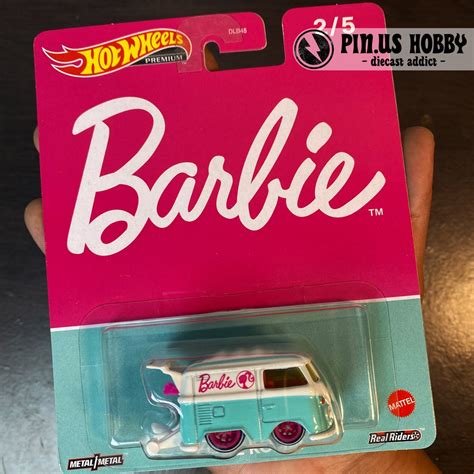 HOT WHEELS
PREMIUM
DLB48
2/5
PIN.US HOBBY
- diecast addict -
Barbie
TM
Barbie
MATTEL
METAL/METAL
Real Riders